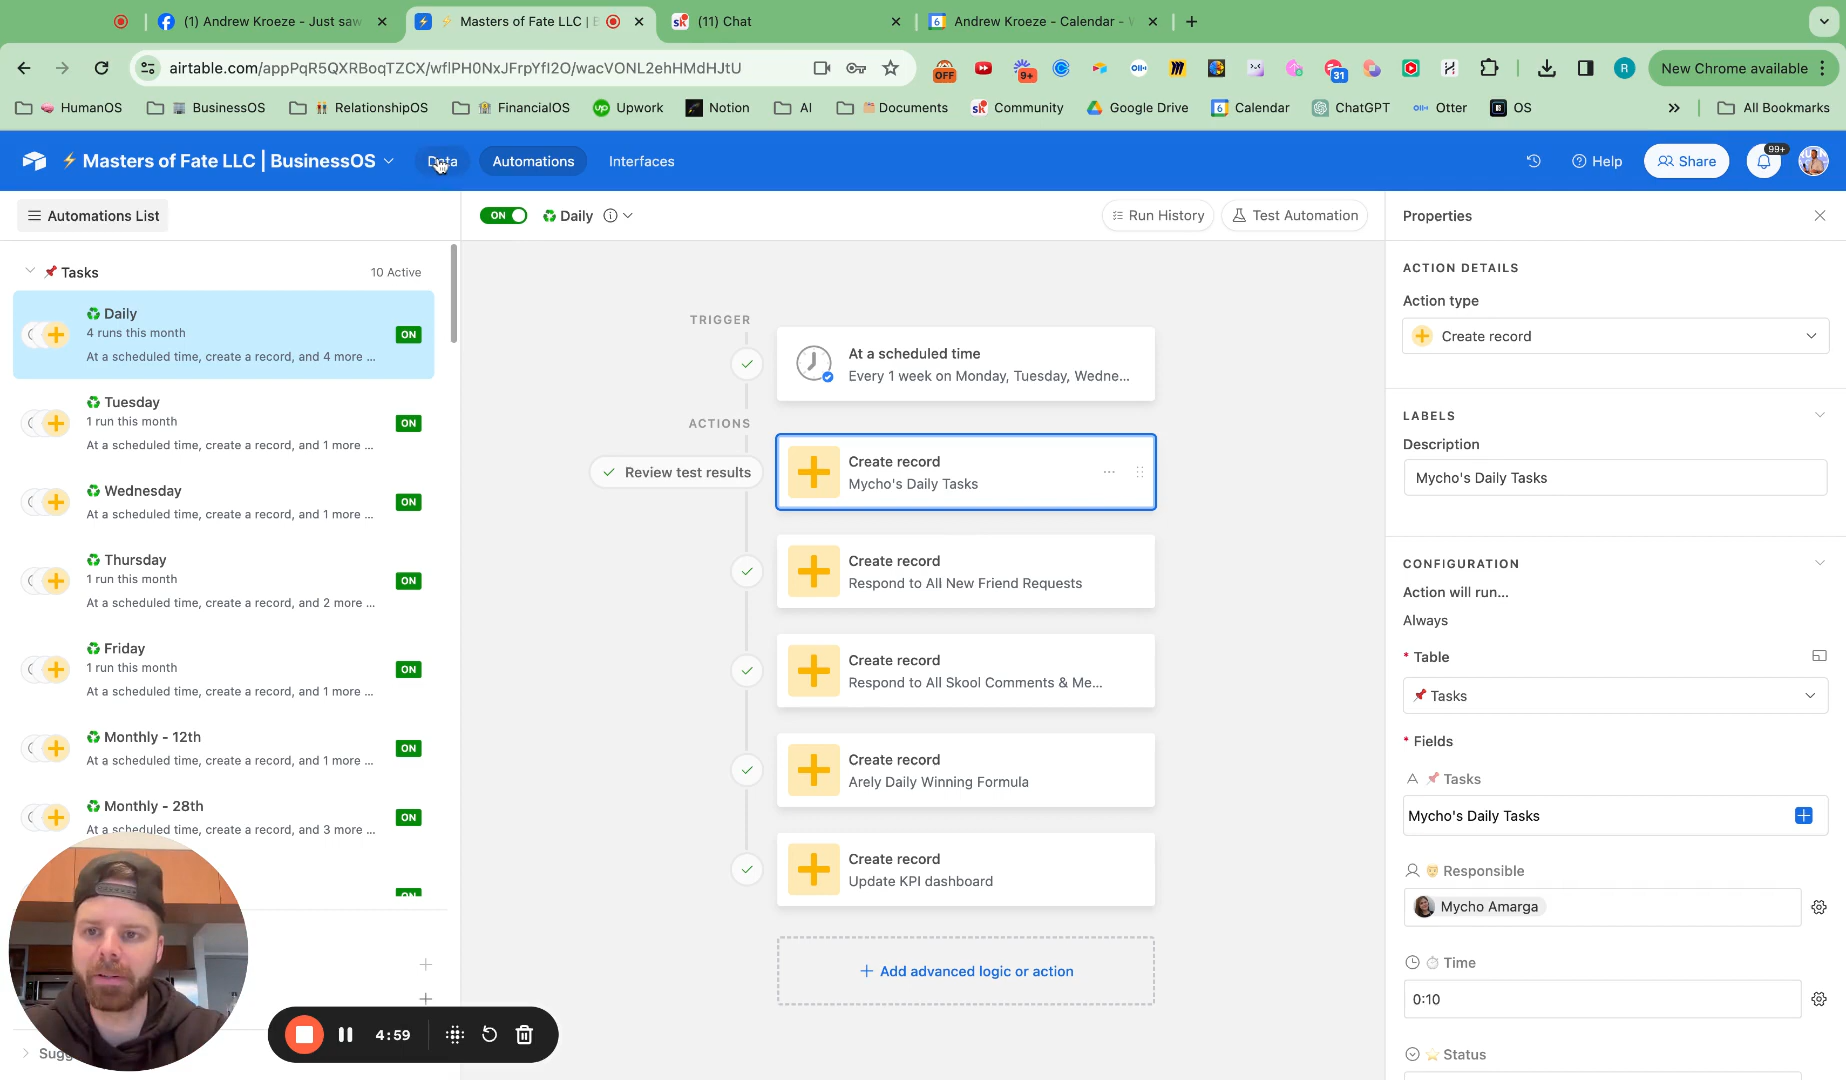 (1) Andrew Kroeze - Just saw
Masters of Fate LLC | B
(11) Chat
Andrew Kroeze - Calendar -
airtable.com/appPqR5QXRBoqTZCX/wflPH0NxJFrpYfI2O/wacVONL2ehHMdHJtU
OFF
9+
31
R
New Chrome available
HumanOS
BusinessOS
RelationshipOS
FinancialOS
Upwork
Notion
AI
Documents
Community
Google Drive
Calendar
ChatGPT
Otter
OS
All Bookmarks
Masters of Fate LLC | BusinessOS
Data
Automations
Interfaces
Help
Share
99+
Automations List
ON
Daily
Run History
Test Automation
Properties
Tasks
10 Active
Daily
4 runs this month
At a scheduled time, create a record, and 4 more ...
ON
Tuesday
1 run this month
At a scheduled time, create a record, and 1 more ...
ON
Wednesday
At a scheduled time, create a record, and 1 more ...
ON
Thursday
1 run this month
At a scheduled time, create a record, and 2 more ...
ON
Friday
1 run this month
At a scheduled time, create a record, and 1 more ...
ON
Monthly - 12th
At a scheduled time, create a record, and 1 more ...
ON
Monthly - 28th
At a scheduled time, create a record, and 3 more ...
ON
ON
Sugg
4:59
TRIGGER
At a scheduled time
Every 1 week on Monday, Tuesday, Wedne...
ACTIONS
Review test results
Create record
Mycho's Daily Tasks
Create record
Respond to All New Friend Requests
Create record
Respond to All Skool Comments & Me...
Create record
Arely Daily Winning Formula
Create record
Update KPI dashboard
Add advanced logic or action
ACTION DETAILS
Action type
Create record
LABELS
Description
Mycho's Daily Tasks
CONFIGURATION
Action will run...
Always
* Table
Tasks
* Fields
Tasks
Mycho's Daily Tasks
Responsible
Mycho Amarga
Time
0:10
Status